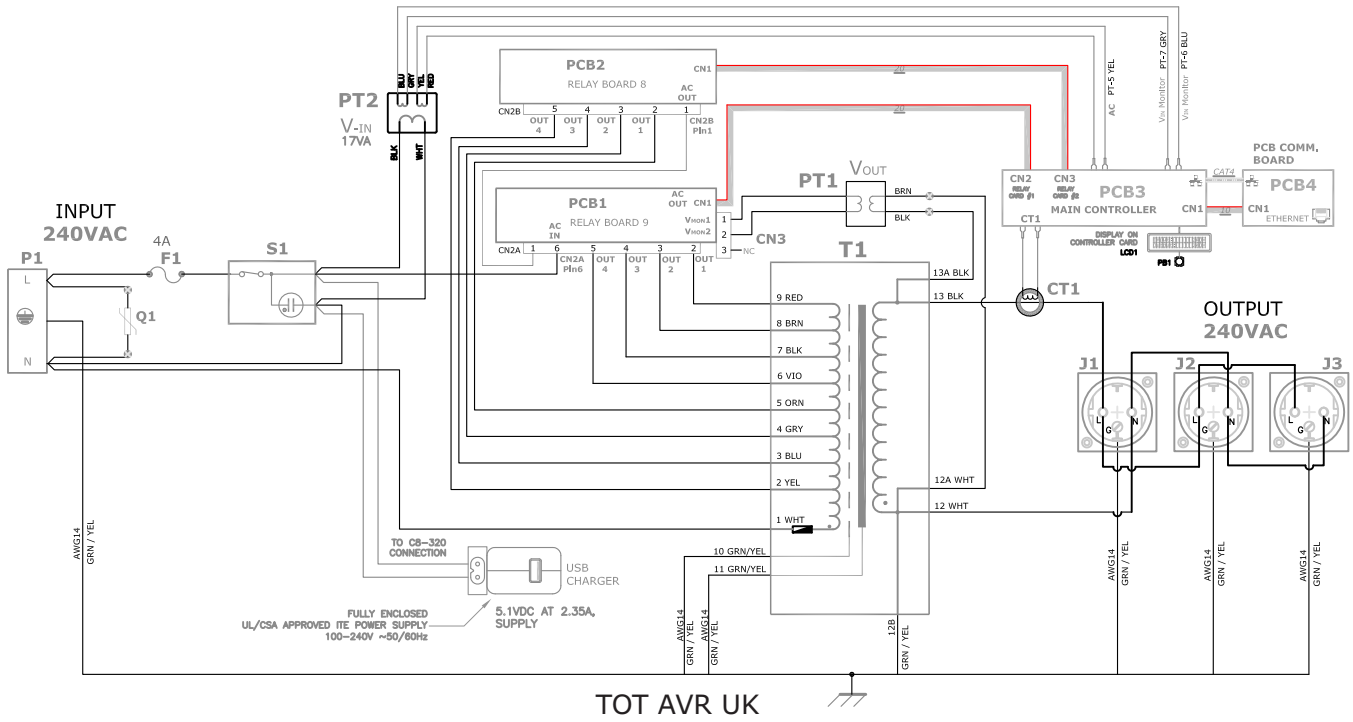 BLU
GRY
YEL
RED
PT2
V-IN
17VA
BLK
WHT
PCB2
RELAY BOARD 8
CN1
AC
OUT
CN2B
5
4
3
2
1
OUT
4
OUT
3
OUT
2
OUT
1
CN2B
Pin1
20
20
AC PT-5 YEL
VIN Monitor PT-7 GRY
VIN Monitor PT-6 BLU
PCB1
RELAY BOARD 9
AC
OUT
CN1
AC
IN
VMON1
VMON2
1
2
3
NC
CN3
CN2A
1
6
5
4
3
2
CN2A
Pin6
OUT
4
OUT
3
OUT
2
OUT
1
PT1
VOUT
BRN
BLK
CN2
RELAY
CARD #1
CN3
RELAY
CARD #2
PCB3
MAIN CONTROLLER
CT1
CN1
CAT4
10
PCB COMM.
BOARD
PCB4
CN1
ETHERNET
DISPLAY ON
CONTROLLER CARD
LCD1
PB1
INPUT
240VAC
P1
L
N
4A
F1
Q1
S1
T1
9 RED
8 BRN
7 BLK
6 VIO
5 ORN
4 GRY
3 BLU
2 YEL
1 WHT
10 GRN/YEL
11 GRN/YEL
13A BLK
13 BLK
12A WHT
12 WHT
CT1
OUTPUT
240VAC
J1
L
G
N
J2
L
G
N
J3
L
G
N
TO C8-320
CONNECTION
USB
CHARGER
5.1VDC AT 2.35A,
SUPPLY
FULLY ENCLOSED
UL/CSA APPROVED ITE POWER SUPPLY
100-240V ~50/60Hz
AWG14
GRN / YEL
AWG14
GRN / YEL
AWG14
GRN / YEL
12B
GRN / YEL
AWG14
GRN / YEL
AWG14
GRN / YEL
AWG14
GRN / YEL
TOT AVR UK